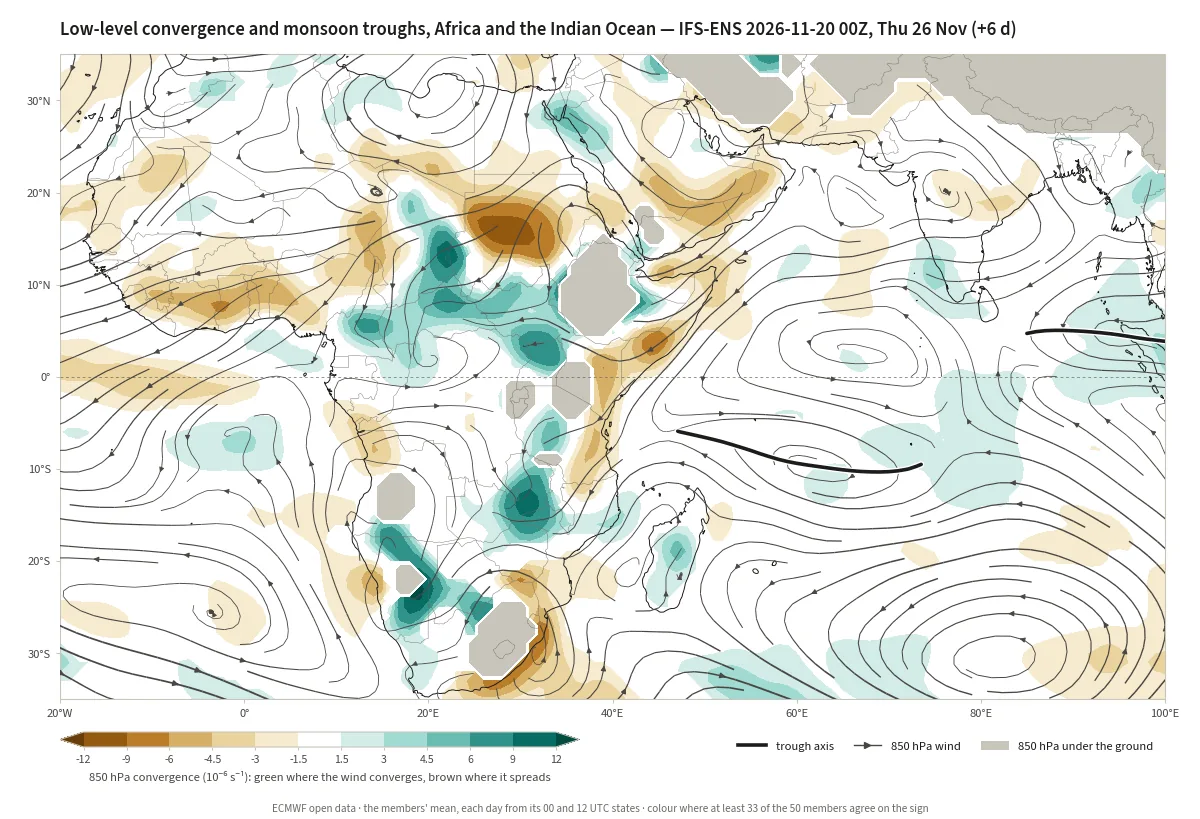 Low-level convergence and monsoon troughs, Africa and the Indian Ocean — IFS-ENS 2026-11-20 00Z, Thu 26 Nov (+6 d)
30°N
20°N
10°N
0°
10°S
20°S
30°S
20°W 0° 20°E 40°E 60°E 80°E 100°E
-12 -9 -6 -4.5 -3 -1.5 1.5 3 4.5 6 9 12
850 hPa convergence (10⁻⁶ s⁻¹): green where the wind converges, brown where it spreads
trough axis 850 hPa wind 850 hPa under the ground
ECMWF open data · the members' mean, each day from its 00 and 12 UTC states · colour where at least 33 of the 50 members agree on the sign